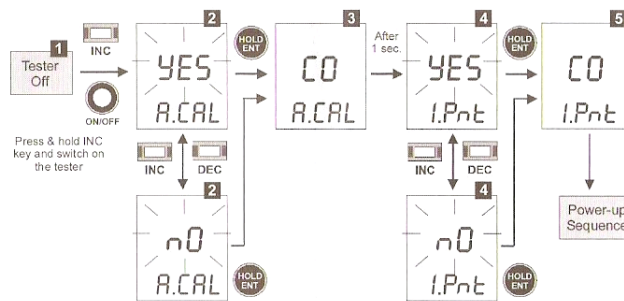 1
Tester
Off
INC
ON/OFF
Press & hold INC
key and switch on
the tester
2
YES
A.CAL
HOLD
ENT
INC
DEC
2
nO
A.CAL
HOLD
ENT
3
CO
A.CAL
After
1 sec.
4
YES
1.Pnt
HOLD
ENT
INC
DEC
4
nO
1.Pnt
HOLD
ENT
5
CO
1.Pnt
Power-up
Sequence